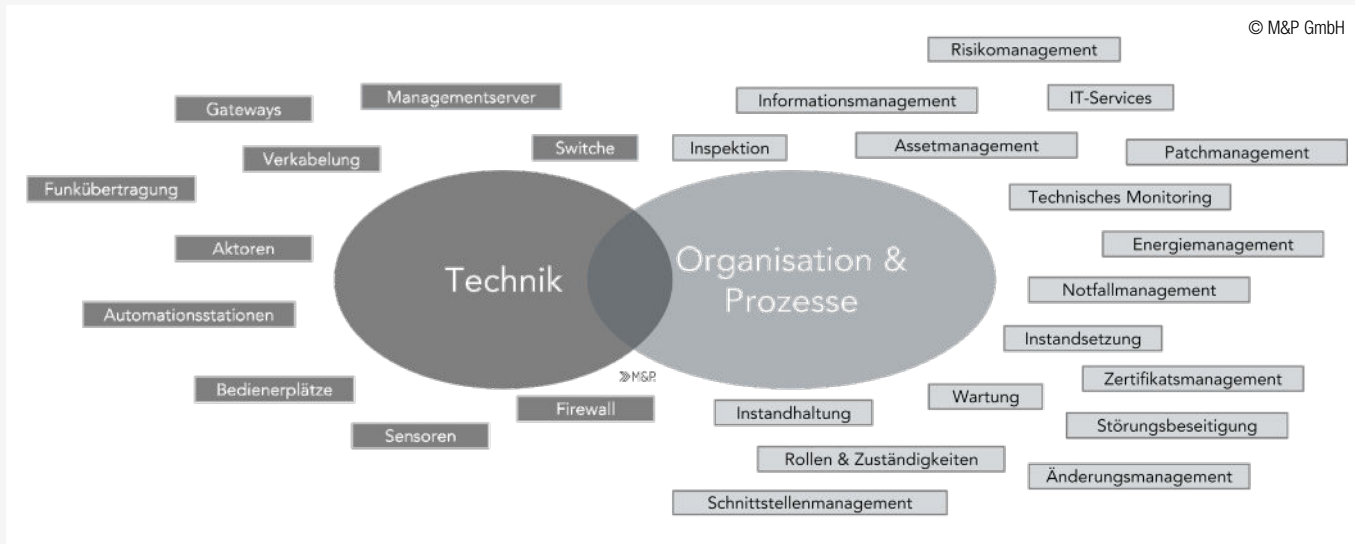 © M&P GmbH
Risikomanagement
Managementserver
Informationsmanagement
IT-Services
Gateways
Switche
Inspektion
Assetmanagement
Patchmanagement
Verkabelung
Funkübertragung
Technisches Monitoring
Aktoren
Energiemanagement
Technik
Organisation &
Prozesse
Notfallmanagement
Automationsstationen
Instandsetzung
M&P
Zertifikatsmanagement
Bedienerplätze
Wartung
Firewall
Instandhaltung
Störungsbeseitigung
Sensoren
Rollen & Zuständigkeiten
Änderungsmanagement
Schnittstellenmanagement